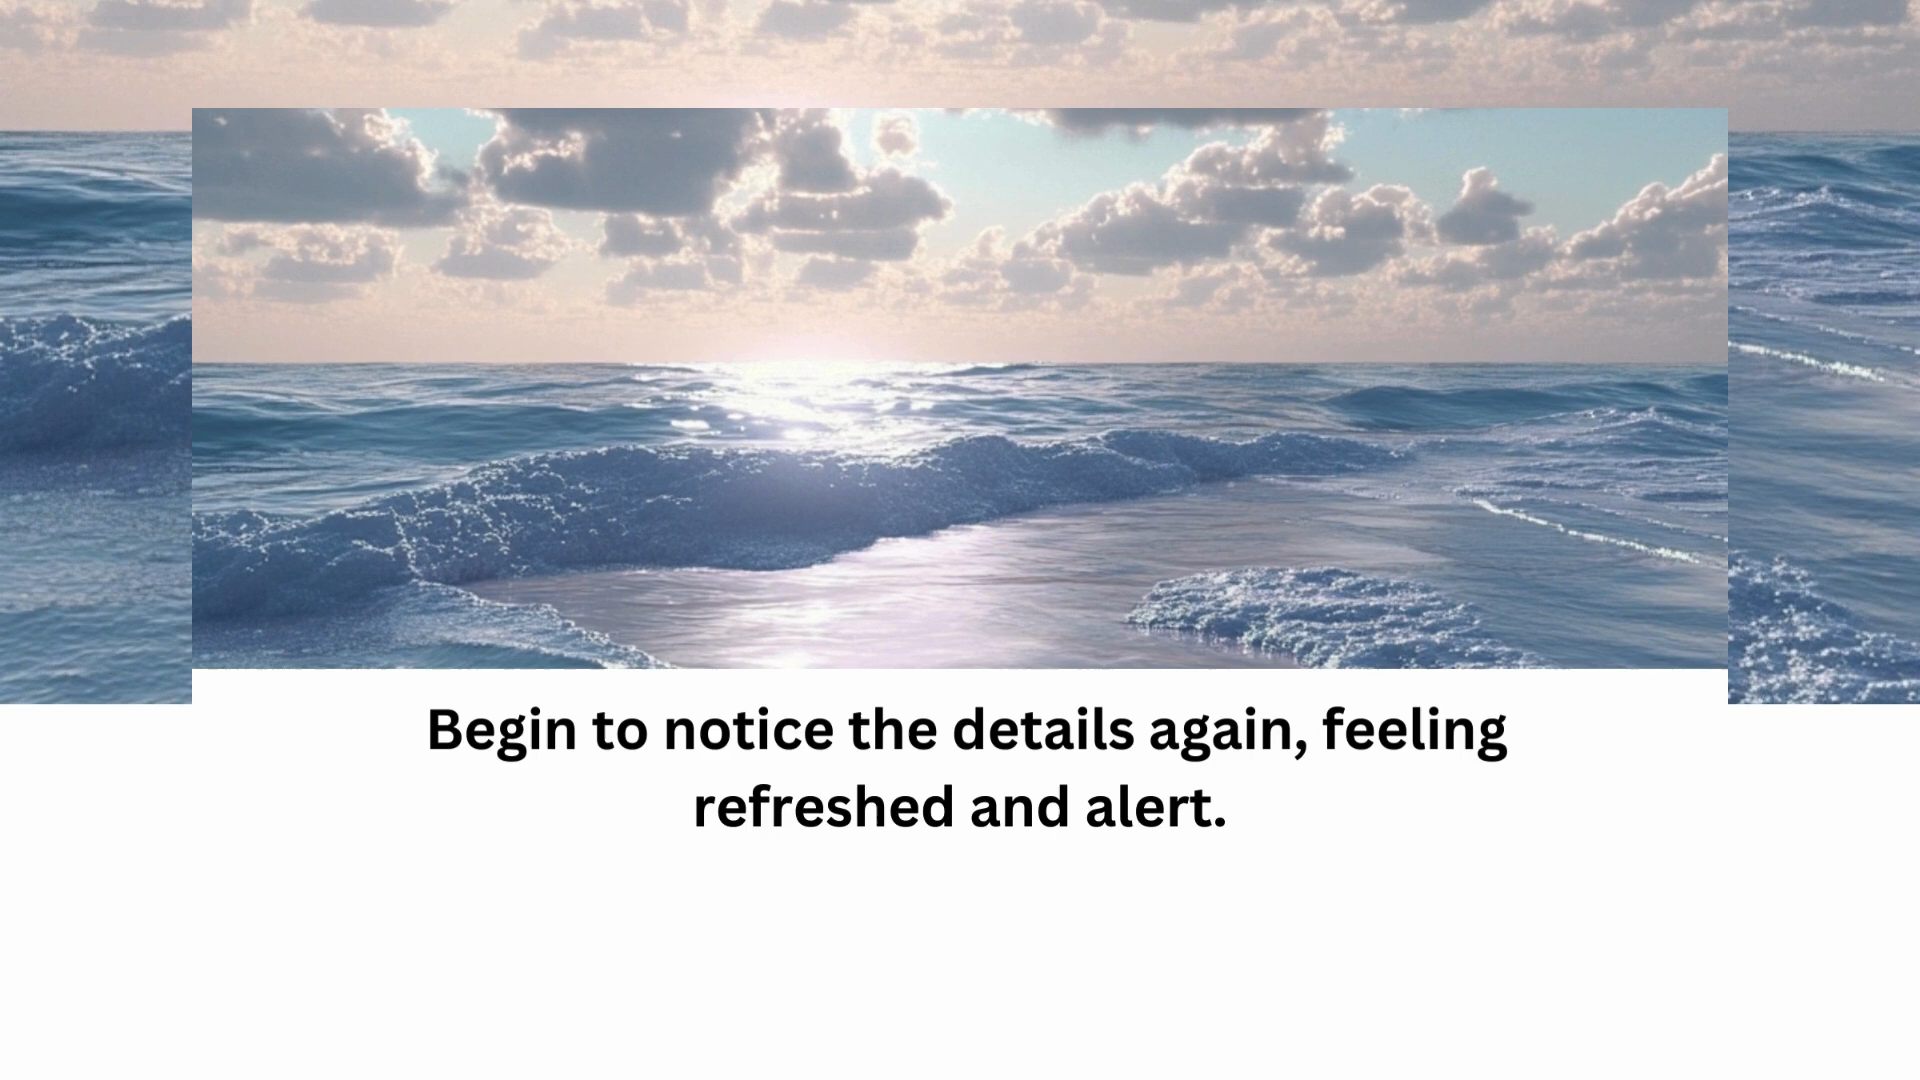 Begin to notice the details again, feeling
refreshed and alert.